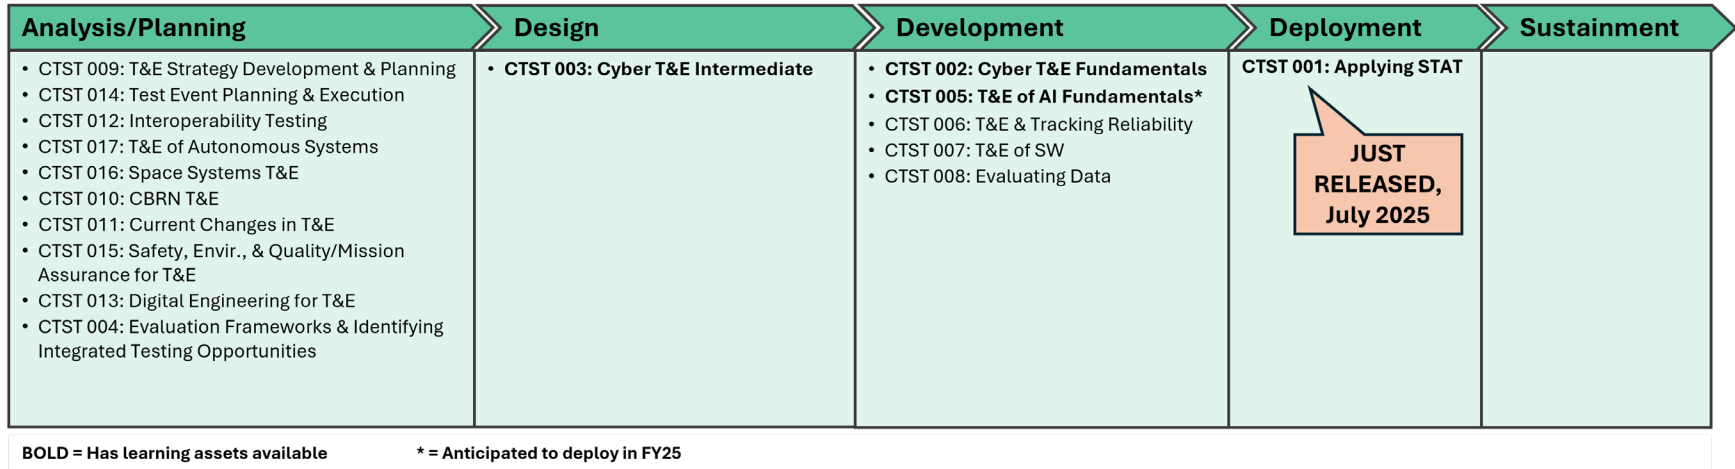 Analysis/Planning
• CTST 009: T&E Strategy Development & Planning
• CTST 014: Test Event Planning & Execution
• CTST 012: Interoperability Testing
• CTST 017: T&E of Autonomous Systems
• CTST 016: Space Systems T&E
• CTST 010: CBRN T&E
• CTST 011: Current Changes in T&E
• CTST 015: Safety, Envir., & Quality/Mission
Assurance for T&E
• CTST 013: Digital Engineering for T&E
• CTST 004: Evaluation Frameworks & Identifying
Integrated Testing Opportunities
Design
• CTST 003: Cyber T&E Intermediate
Development
• CTST 002: Cyber T&E Fundamentals
• CTST 005: T&E of AI Fundamentals*
• CTST 006: T&E & Tracking Reliability
• CTST 007: T&E of SW
• CTST 008: Evaluating Data
Deployment
CTST 001: Applying STAT
JUST
RELEASED,
July 2025
Sustainment
BOLD = Has learning assets available
* = Anticipated to deploy in FY25